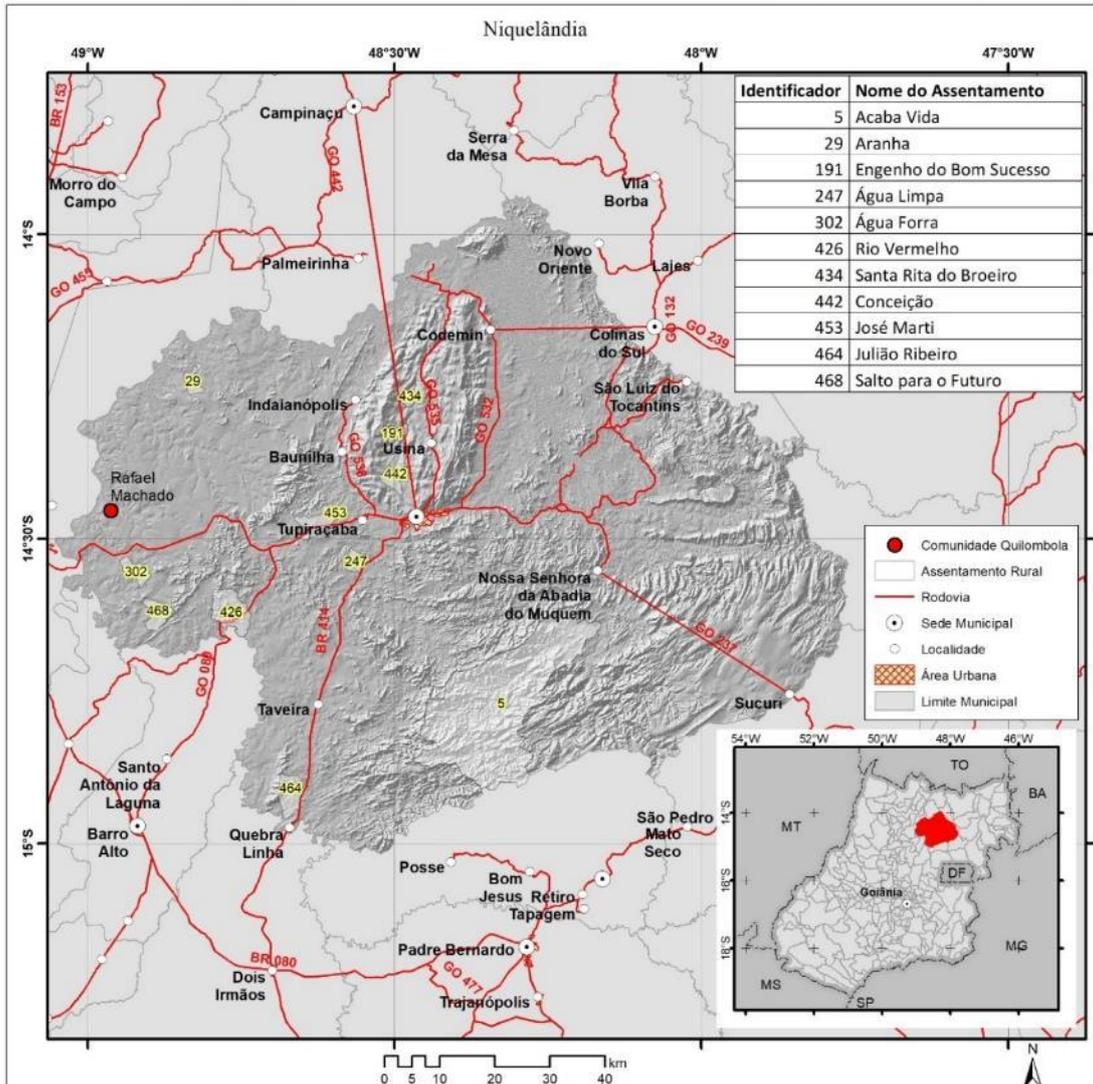 Niquelândia
49°W
48°30'W
48°W
47°30'W
14°S
14°30'S
15°S
Identificador Nome do Assentamento
5 Acaba Vida
29 Aranha
191 Engenho do Bom Sucesso
247 Água Limpa
302 Água Forra
426 Rio Vermelho
434 Santa Rita do Broeiro
442 Conceição
453 José Marti
464 Julião Ribeiro
468 Salto para o Futuro
BR 153
Campinaçu
Serra
da Mesa
GO 442
Morro do
Campo
Vila
Borba
Novo
Oriente
Lajes
Palmeirinha
GO 455
GO 132
GO 239
Codemin
Colinas
do Sul
29
434
GO 535
GO 532
São Luiz do
Tocantins
Indaianópolis
191
Usina
Baunilha
GO 538
442
Rafael
Machado
453
Tupiraçaba
247
302
468
426
Nossa Senhora
da Abadia
do Muquem
BR 414
GO 237
GO 080
Taveira
5
Sucuri
464
Santo
Antônio da
Laguna
Barro
Alto
Quebra
Linha
São Pedro
Mato
Seco
Posse
Bom
Jesus
Retiro
Tapagem
Padre Bernardo
BR 080
GO 477
Dois
Irmãos
Trajanópolis
Comunidade Quilombola
Assentamento Rural
Rodovia
Sede Municipal
Localidade
Área Urbana
Limite Municipal
54°W
52°W
50°W
48°W
46°W
TO
BA
MT
14°S
16°S
18°S
DF
Goiânia
MG
MS
SP
km
0 5 10 20 30 40
N